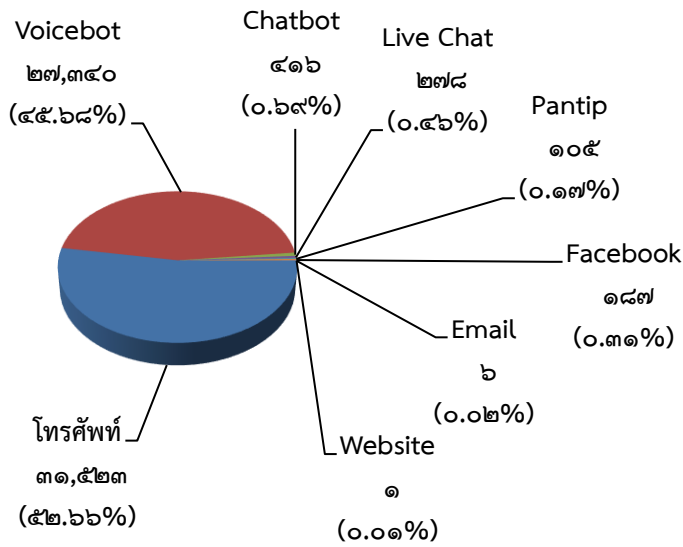 Voicebot
๒๗,๓๔๐
(๔๕.๖๘%)
Chatbot
๔๑๖
(๐.๖๙%)
Live Chat
๒๗๘
(๐.๔๖%)
Pantip
๑๐๕
(๐.๑๗%)
Facebook
๑๘๗
(๐.๓๑%)
Email
๖
(๐.๐๒%)
Website
๑
(๐.๐๑%)
โทรศัพท์
๓๑,๕๒๓
(๕๒.๖๖%)